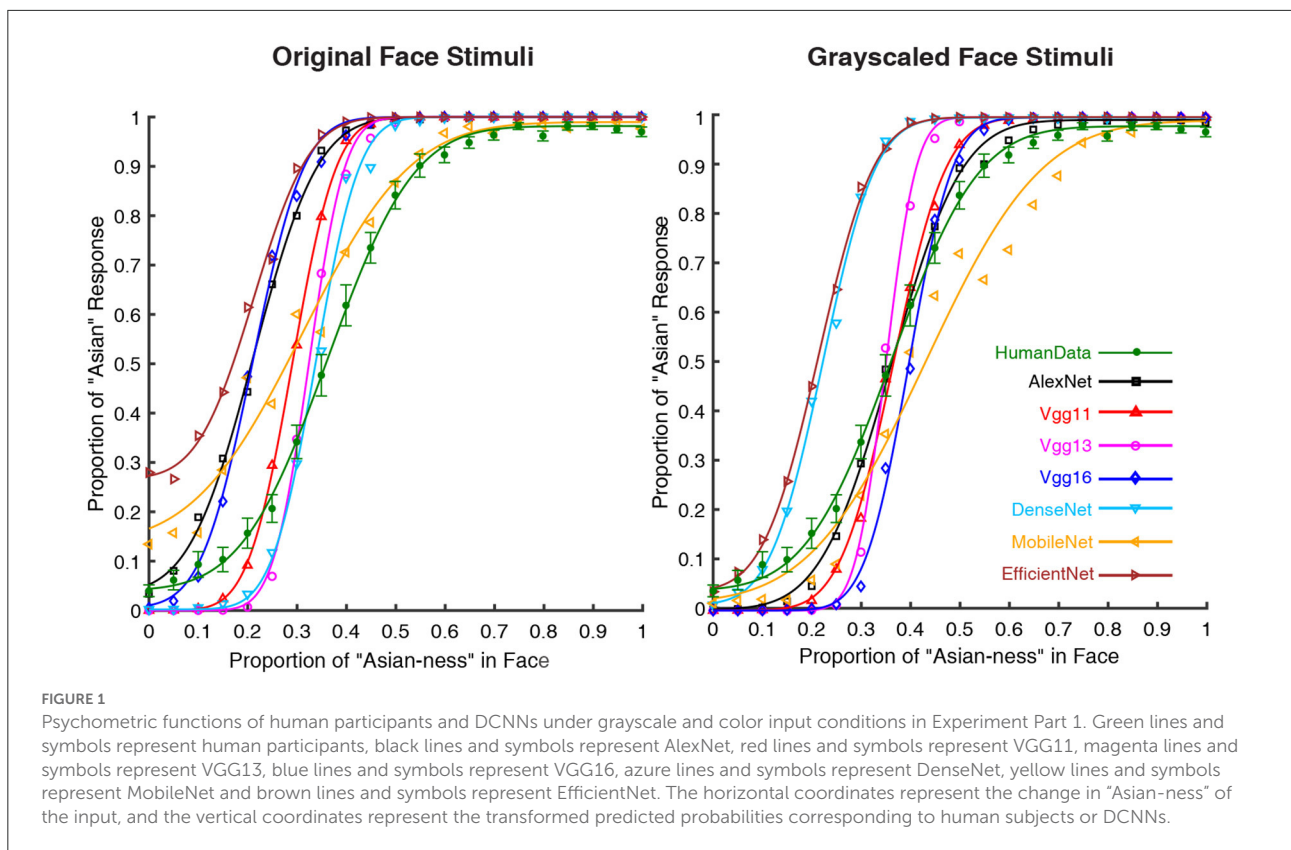 Original Face Stimuli
Grayscaled Face Stimuli
Proportion of "Asian" Response
1
0.9
0.8
0.7
0.6
0.5
0.4
0.3
0.2
0.1
0
0 0.1 0.2 0.3 0.4 0.5 0.6 0.7 0.8 0.9 1
Proportion of "Asian-ness" in Face
Proportion of "Asian" Response
1
0.9
0.8
0.7
0.6
0.5
0.4
0.3
0.2
0.1
0
0 0.1 0.2 0.3 0.4 0.5 0.6 0.7 0.8 0.9 1
Proportion of "Asian-ness" in Face
HumanData
AlexNet
Vgg11
Vgg13
Vgg16
DenseNet
MobileNet
EfficientNet
FIGURE 1
Psychometric functions of human participants and DCNNs under grayscale and color input conditions in Experiment Part 1. Green lines and
symbols represent human participants, black lines and symbols represent AlexNet, red lines and symbols represent VGG11, magenta lines and
symbols represent VGG13, blue lines and symbols represent VGG16, azure lines and symbols represent DenseNet, yellow lines and symbols
represent MobileNet and brown lines and symbols represent EfficientNet. The horizontal coordinates represent the change in “Asian-ness” of
the input, and the vertical coordinates represent the transformed predicted probabilities corresponding to human subjects or DCNNs.